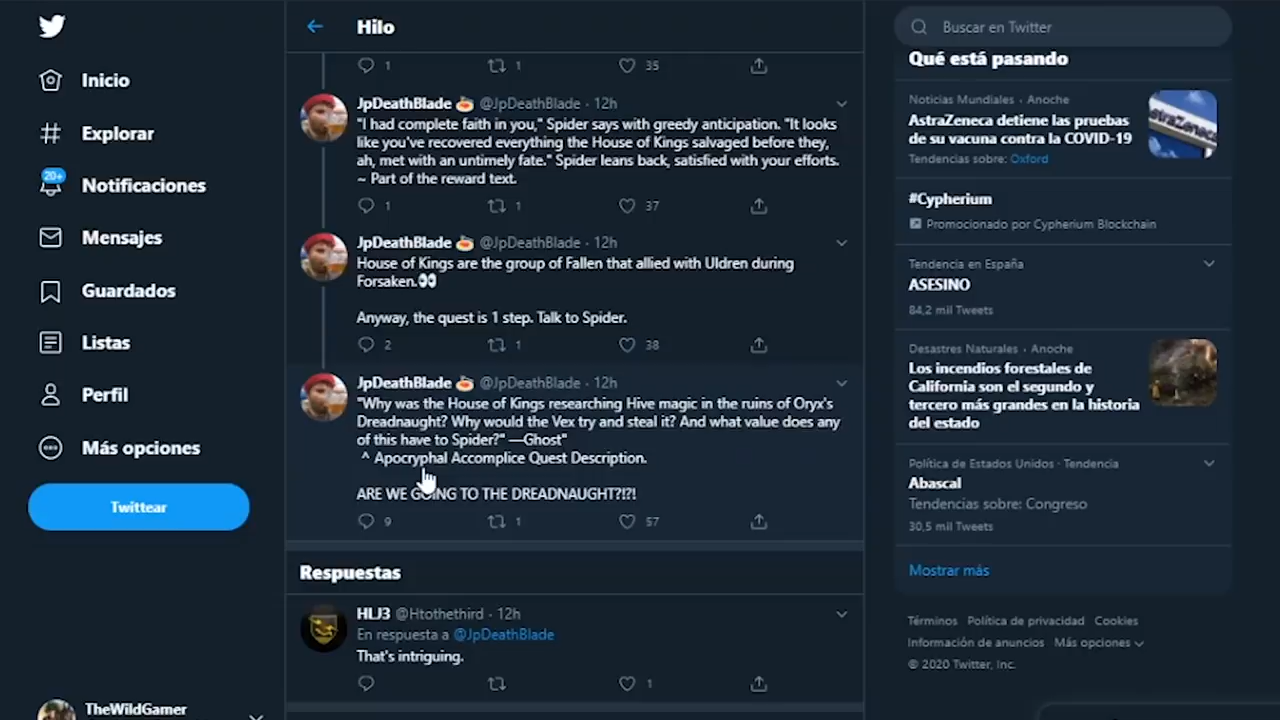 Inicio
Explorar
20+
Notificaciones
Mensajes
Guardados
Listas
Perfil
Más opciones
Twittear
TheWildGamer
Hilo
1 1 35
JpDeathBlade @JpDeathBlade · 12h
"I had complete faith in you," Spider says with greedy anticipation. "It looks
like you've recovered everything the House of Kings salvaged before they,
ah, met with an untimely fate." Spider leans back, satisfied with your efforts.
~ Part of the reward text.
1 1 37
JpDeathBlade @JpDeathBlade · 12h
House of Kings are the group of Fallen that allied with Uldren during
Forsaken.👀
Anyway, the quest is 1 step. Talk to Spider.
2 1 38
JpDeathBlade @JpDeathBlade · 12h
"Why was the House of Kings researching Hive magic in the ruins of Oryx's
Dreadnaught? Why would the Vex try and steal it? And what value does any
of this have to Spider?" —Ghost"
^ Apocryphal Accomplice Quest Description.
ARE WE GOING TO THE DREADNAUGHT?!?!
9 1 57
Respuestas
HLJ3 @Htothethird · 12h
En respuesta a @JpDeathBlade
That's intriguing.
1
Buscar en Twitter
Qué está pasando
Noticias Mundiales · Anoche
AstraZeneca detiene las pruebas
de su vacuna contra la COVID-19
Tendencias sobre: Oxford
AstraZeneca
#Cypherium
Promocionado por Cypherium Blockchain
Tendencia en España
ASESINO
84,2 mil Tweets
Desastres Naturales · Anoche
Los incendios forestales de
California son el segundo y
tercero más grandes en la historia
del estado
Política de Estados Unidos · Tendencia
Abascal
Tendencias sobre: Congreso
30,5 mil Tweets
Mostrar más
Términos Política de privacidad Cookies
Información de anuncios Más opciones
© 2020 Twitter, Inc.